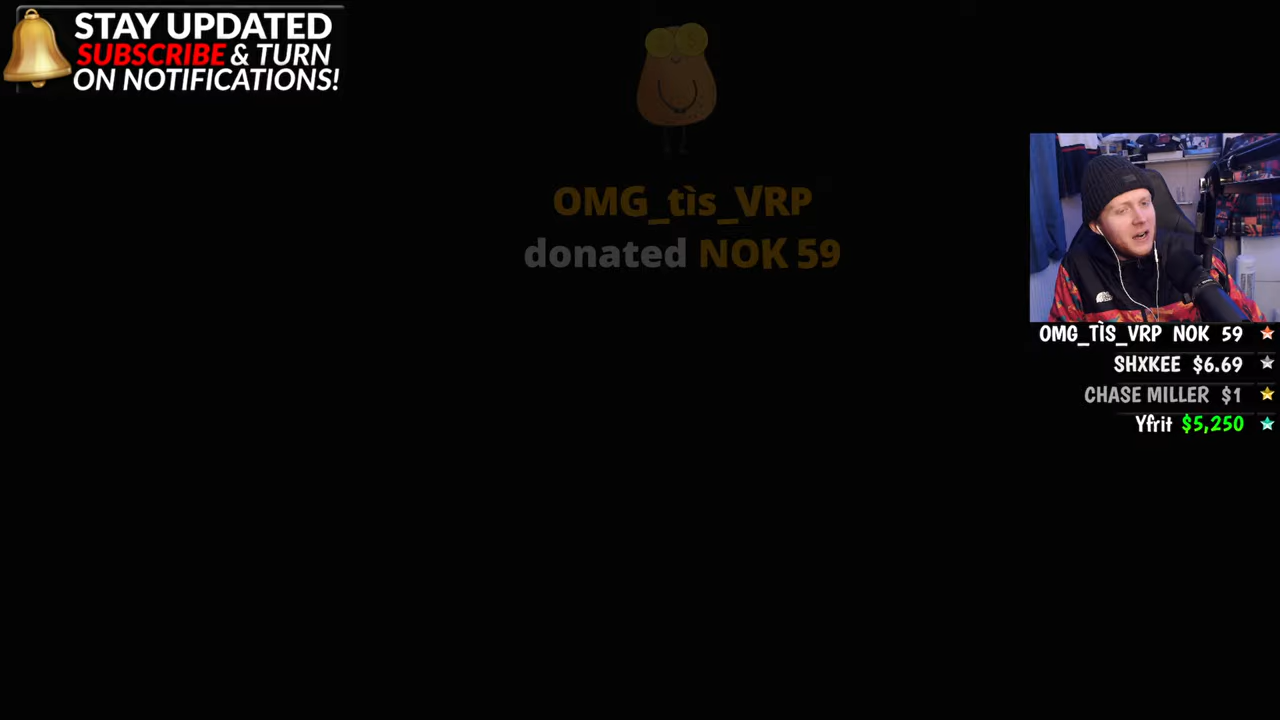 STAY UPDATED
SUBSCRIBE & TURN
ON NOTIFICATIONS!
OMG_tìs_VRP
donated NOK 59
OMG_TÌS_VRP NOK 59
SHXKEE $6.69
CHASE MILLER $1
Yfrit $5,250